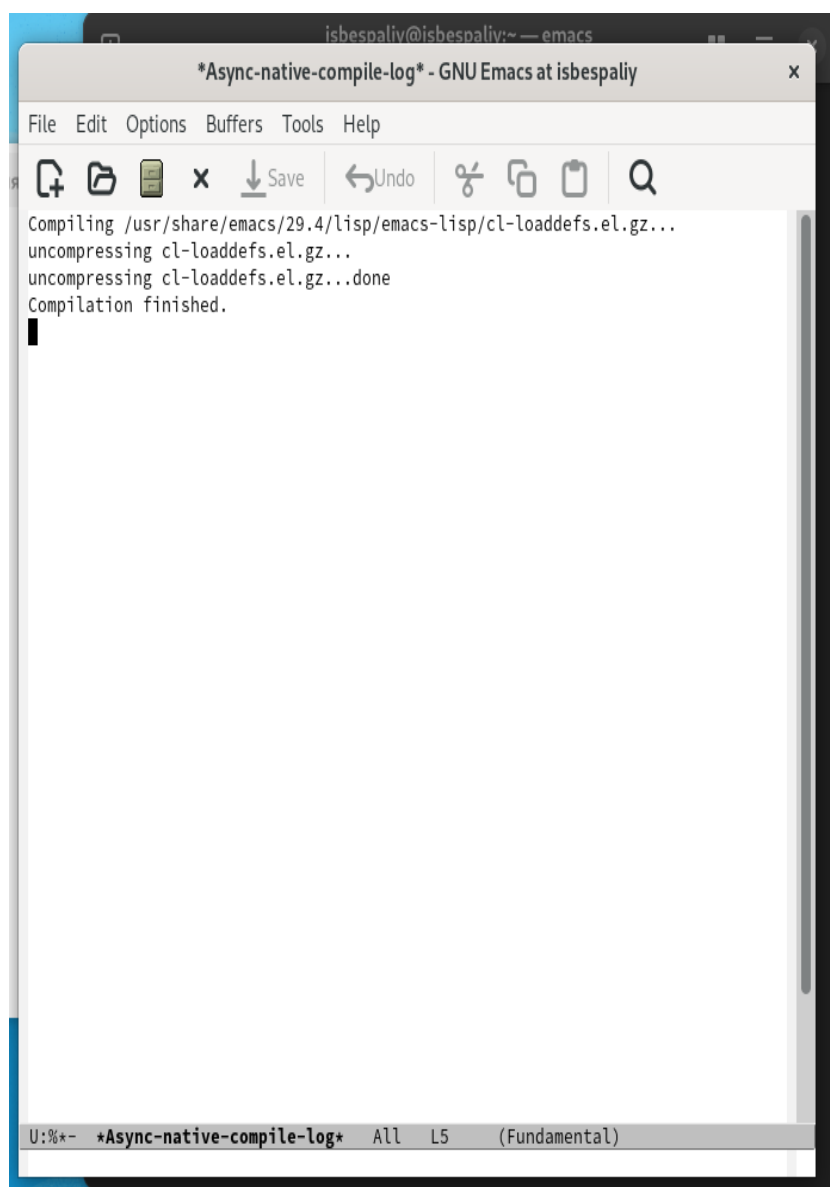 isbespaliy@isbespaliy:~ — emacs
*Async-native-compile-log* - GNU Emacs at isbespaliy
File Edit Options Buffers Tools Help
Save Undo
я
Compiling /usr/share/emacs/29.4/lisp/emacs-lisp/cl-loaddefs.el.gz...
uncompressing cl-loaddefs.el.gz...
uncompressing cl-loaddefs.el.gz...done
Compilation finished.
U:%*- *Async-native-compile-log* All L5 (Fundamental)